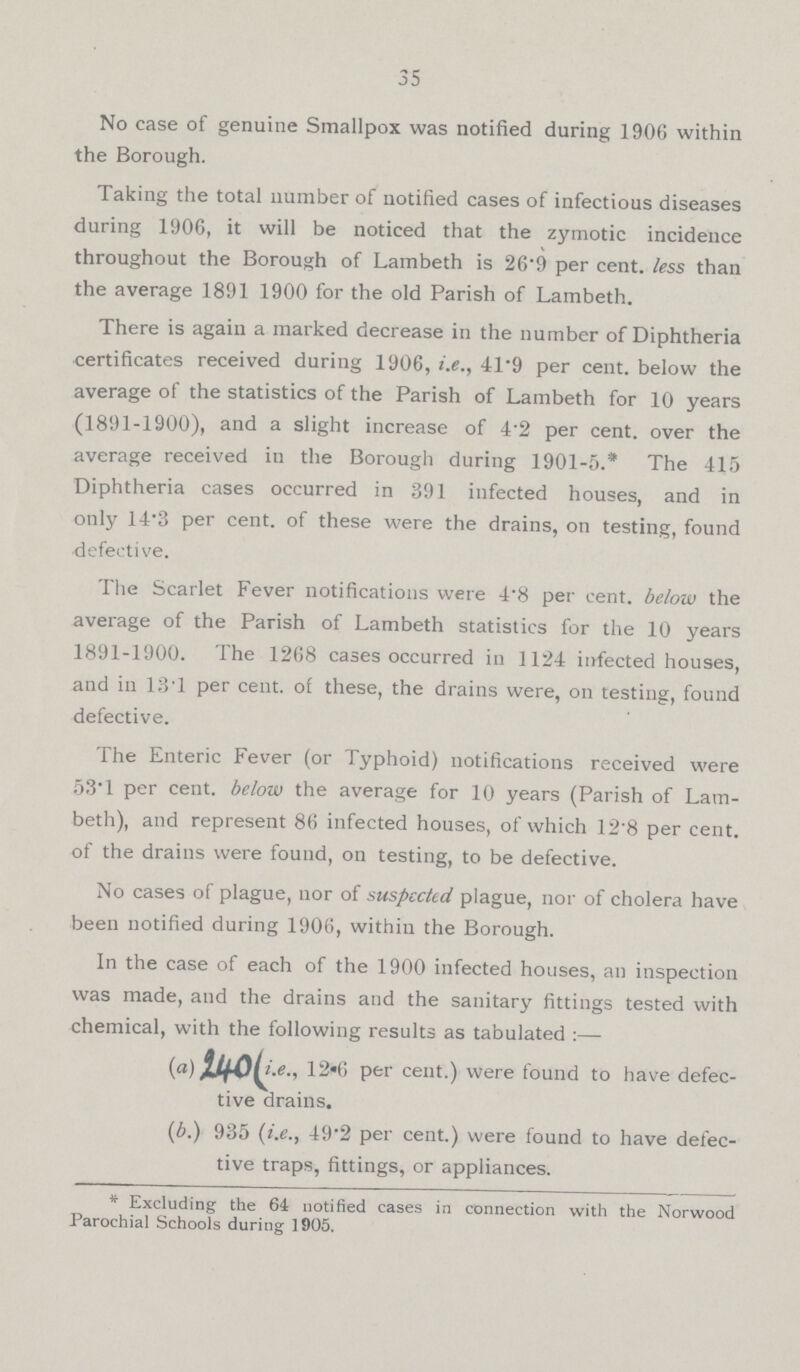 35
No case of genuine Smallpox was notified during 1906 within
the Borough.
Taking the total number of notified cases of infectious diseases
during 1906, it will be noticed that the zymotic incidence
throughout the Borough of Lambeth is 26·9 per cent. less than
the average 1891 1900 for the old Parish of Lambeth.
There is again a marked decrease in the number of Diphtheria
certificates received during 1906, i.e., 41·9 per cent. below the
average of the statistics of the Parish of Lambeth for 10 years
(1891-1900), and a slight increase of 4·2 per cent. over the
average received in the Borough during 1901-5.* The 415
Diphtheria cases occurred in 391 infected houses, and in
only 14·3 per cent. of these were the drains, on testing, found
defective.
The Scarlet Fever notifications were 4·8 per cent. below the
average of the Parish of Lambeth statistics for the 10 years
1891-1900. The 1268 cases occurred in 1124 infected houses,
and in 13·1 per cent. of these, the drains were, on testing, found
defective.
The Enteric Fever (or Typhoid) notifications received were
53·1 per cent. below the average for 10 years (Parish of Lam-
beth), and represent 86 infected houses, of which 12·8 per cent.
of the drains were found, on testing, to be defective.
No cases of plague, nor of suspected plague, nor of cholera have
been notified during 1906, within the Borough.
In the case of each of the 1900 infected houses, an inspection
was made, and the drains and the sanitary fittings tested with
chemical, with the following results as tabulated :—
(a) 240 (i.e., 12·6 per cent.) were found to have defec-
tive drains.
(b.) 935 (i.e., 49·2 per cent.) were found to have defec-
tive traps, fittings, or appliances.
* Excluding the 64 notified cases in connection with the Norwood
Parochial Schools during 1905.